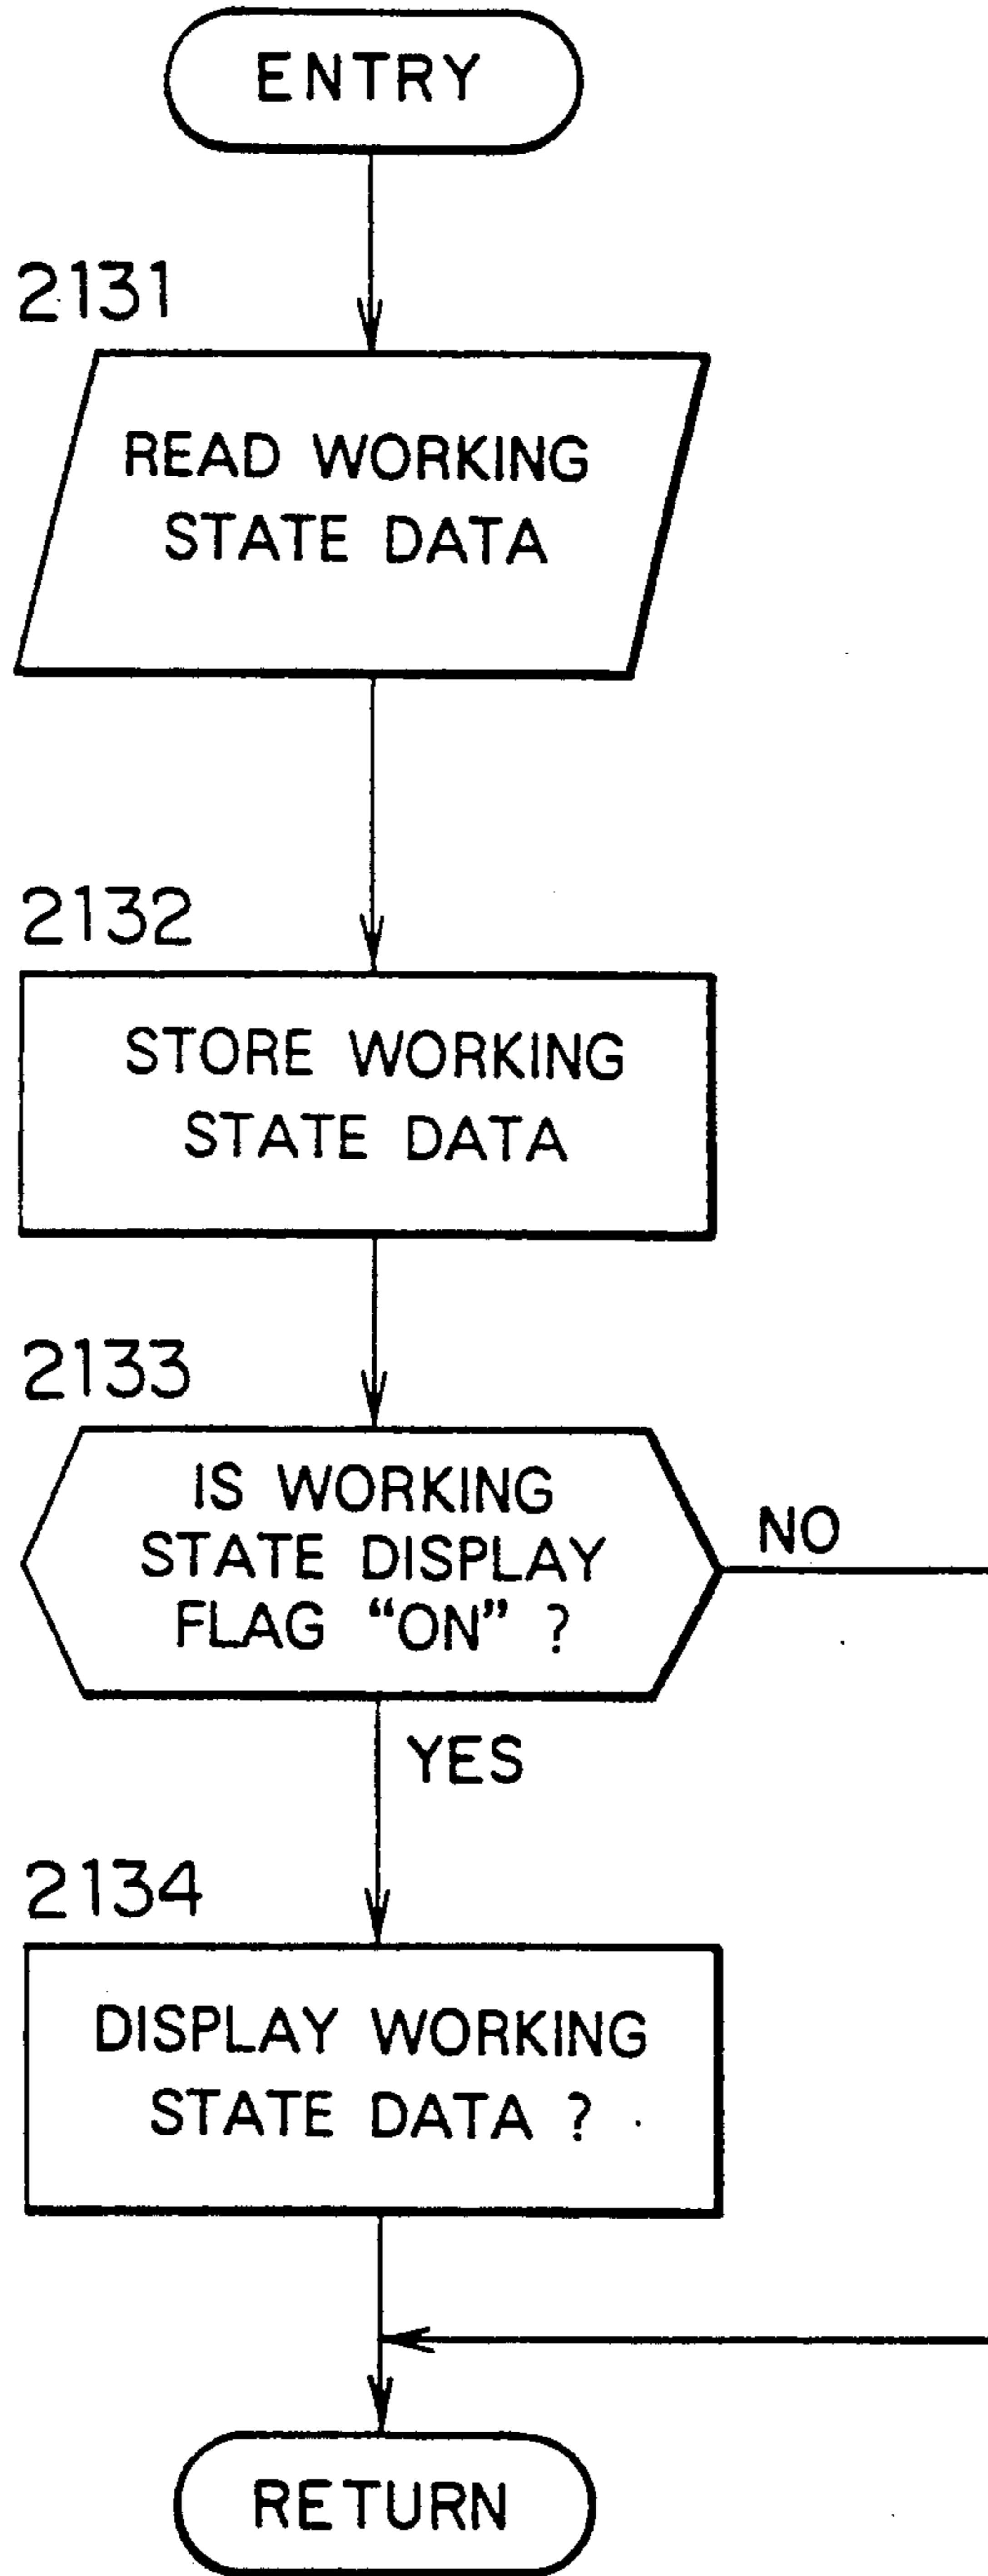 ENTRY
2131
READ WORKING
STATE DATA
2132
STORE WORKING
STATE DATA
2133
IS WORKING
STATE DISPLAY
FLAG “ON” ?
NO
YES
2134
DISPLAY WORKING
STATE DATA ?
RETURN